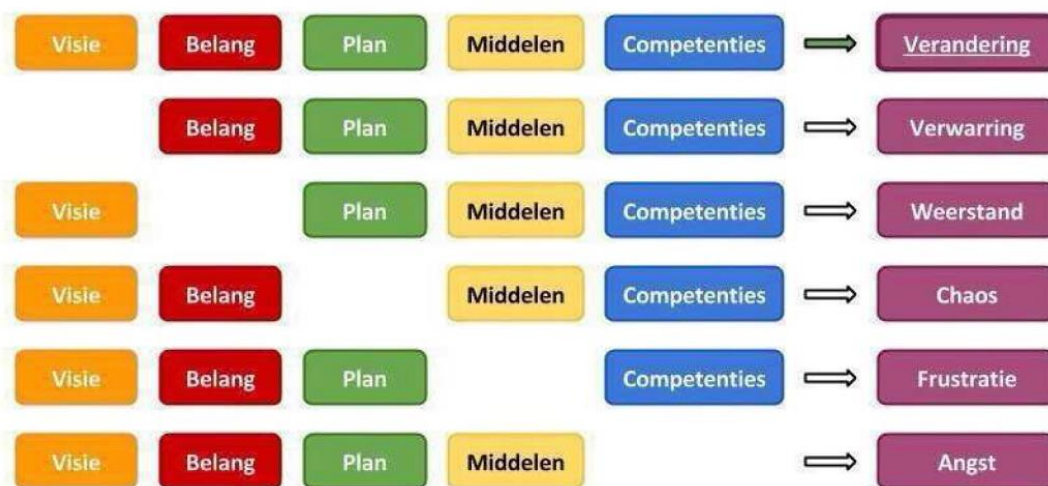 Visie Belang Plan Middelen Competenties Verandering
Belang Plan Middelen Competenties Verwarring
Visie Plan Middelen Competenties Weerstand
Visie Belang Middelen Competenties Chaos
Visie Belang Plan Competenties Frustratie
Visie Belang Plan Middelen Angst